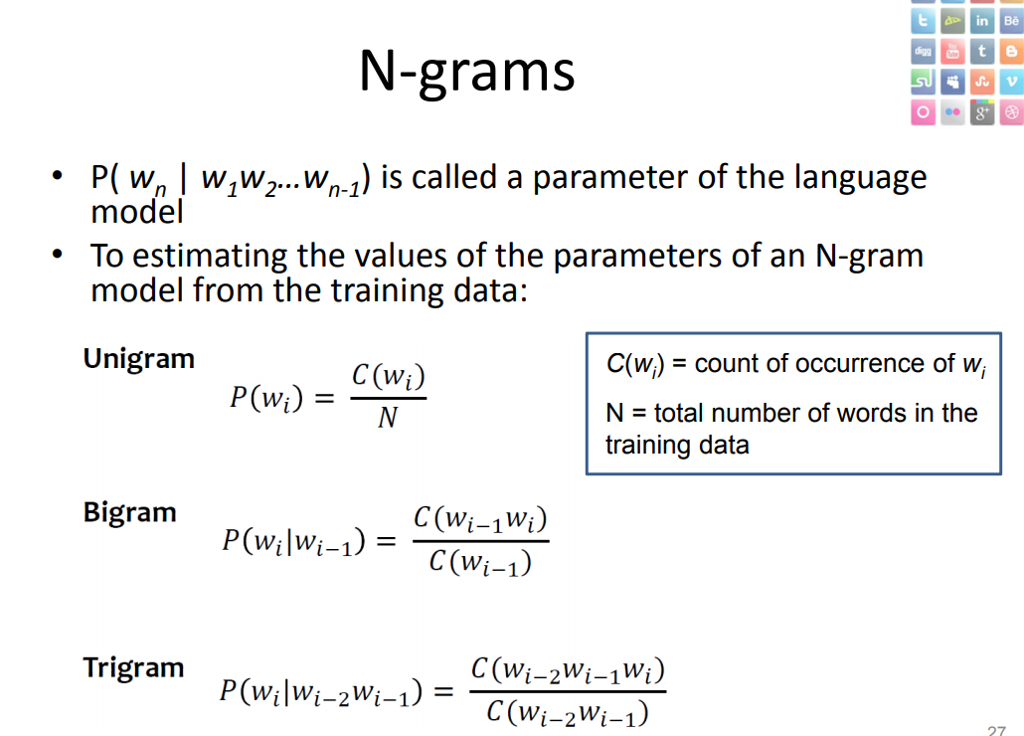 N-grams
• P( wₙ | w₁w₂...wₙ₋₁) is called a parameter of the language
model
• To estimating the values of the parameters of an N-gram
model from the training data:
Unigram
P(wᵢ) = C(wᵢ) / N
C(wᵢ) = count of occurrence of wᵢ
N = total number of words in the
training data
Bigram
P(wᵢ|wᵢ₋₁) = C(wᵢ₋₁wᵢ) / C(wᵢ₋₁)
Trigram
P(wᵢ|wᵢ₋₂wᵢ₋₁) = C(wᵢ₋₂wᵢ₋₁wᵢ) / C(wᵢ₋₂wᵢ₋₁)
27